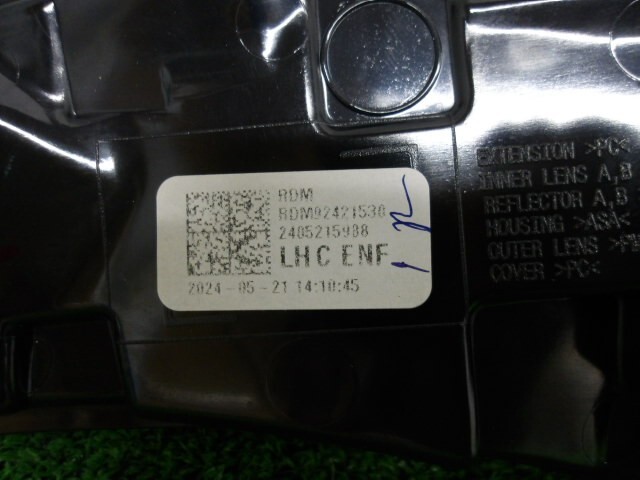 RDM
RDM92421530
2405215988
LHC ENF
2024-05-21 14:10:45
EXTENSION >PC<
INNER LENS A,B
REFLECTOR A,B
HOUSING >ASA<
OUTER LENS
COVER >PC<